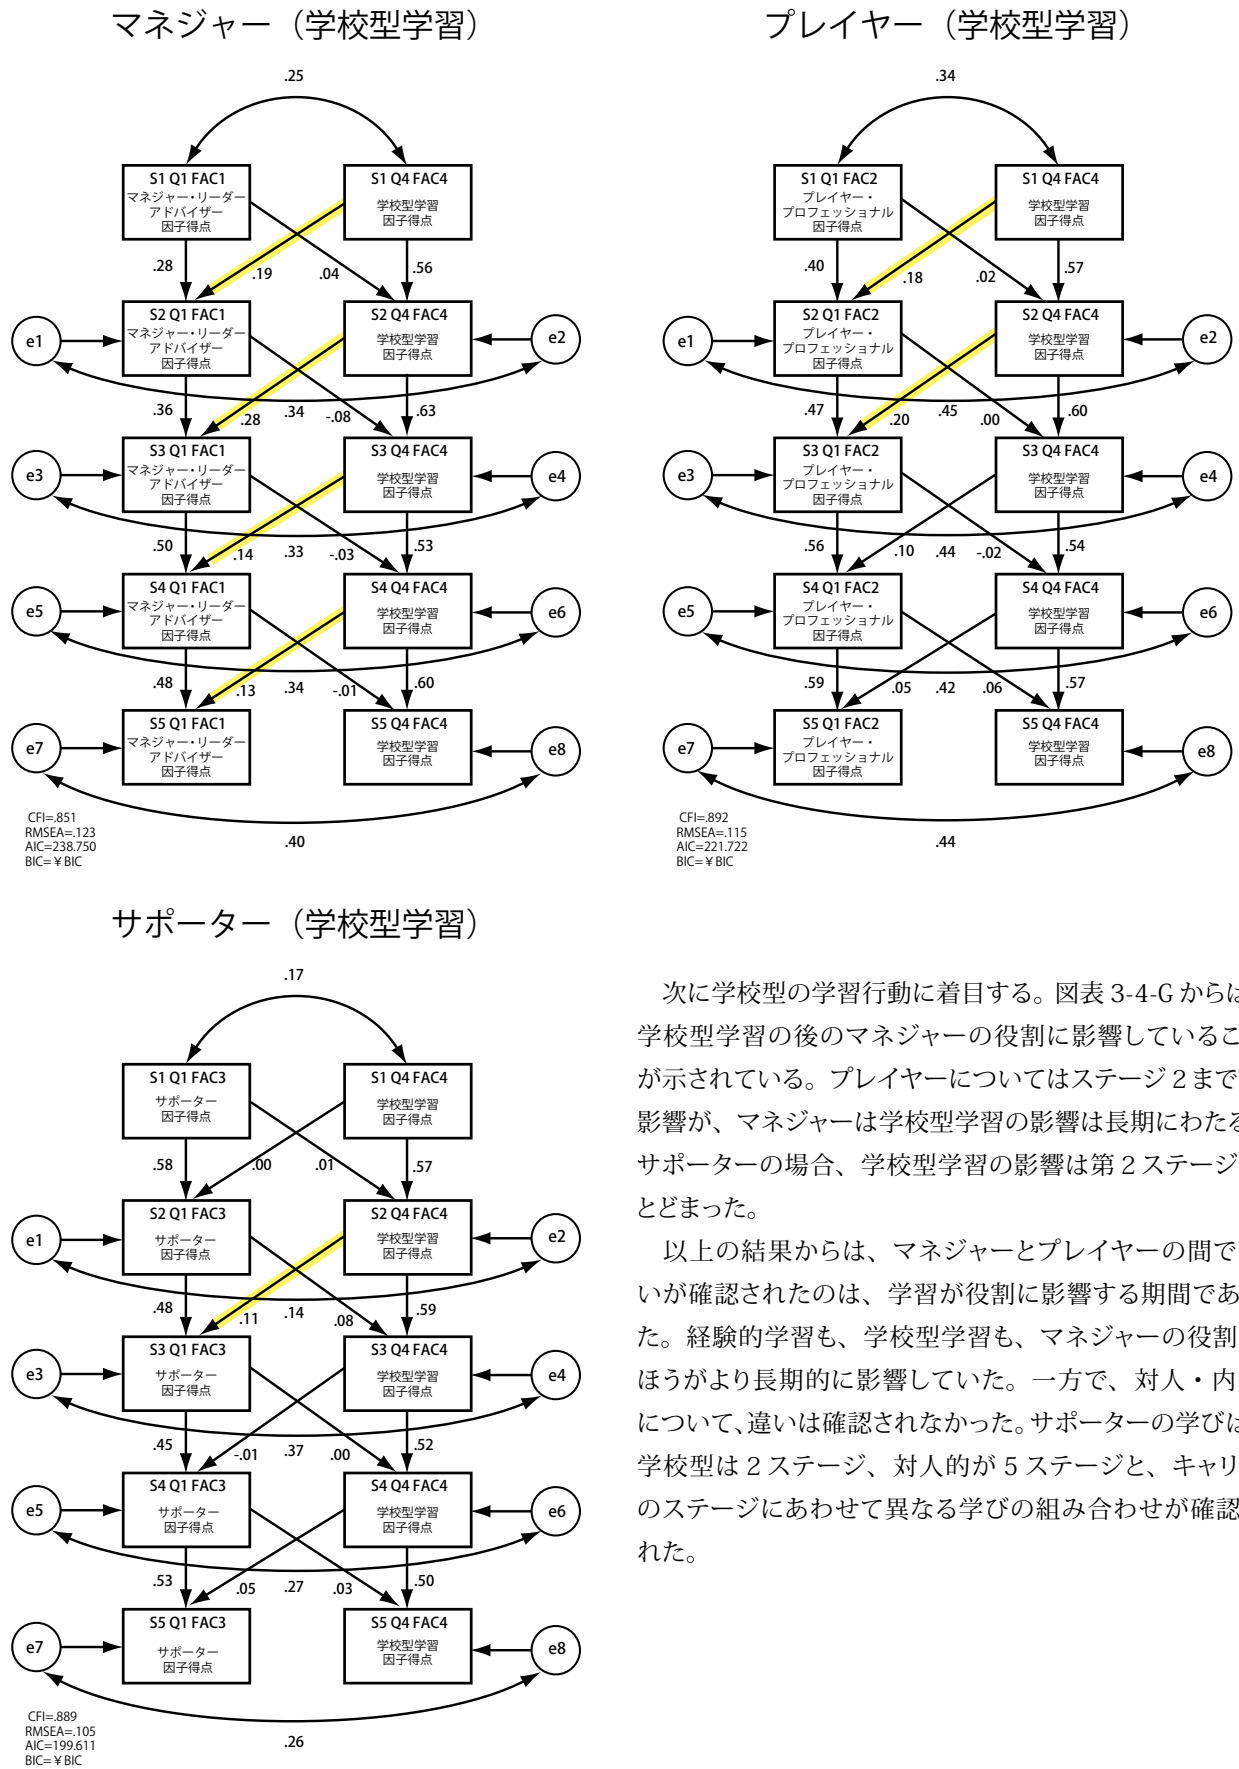 マネジャー（学校型学習）
.25
S1 Q1 FAC1
マネジャー・リーダー
アドバイザー
因子得点
S1 Q4 FAC4
学校型学習
因子得点
.28
.19
.04
.56
e1
S2 Q1 FAC1
マネジャー・リーダー
アドバイザー
因子得点
S2 Q4 FAC4
学校型学習
因子得点
e2
.36
.28
.34
-.08
.63
e3
S3 Q1 FAC1
マネジャー・リーダー
アドバイザー
因子得点
S3 Q4 FAC4
学校型学習
因子得点
e4
.50
.14
.33
-.03
.53
e5
S4 Q1 FAC1
マネジャー・リーダー
アドバイザー
因子得点
S4 Q4 FAC4
学校型学習
因子得点
e6
.48
.13
.34
-.01
.60
e7
S5 Q1 FAC1
マネジャー・リーダー
アドバイザー
因子得点
S5 Q4 FAC4
学校型学習
因子得点
e8
CFI=.851
RMSEA=.123
AIC=238.750
BIC=￥BIC
.40
プレイヤー（学校型学習）
.34
S1 Q1 FAC2
プレイヤー・
プロフェッショナル
因子得点
S1 Q4 FAC4
学校型学習
因子得点
.40
.18
.02
.57
e1
S2 Q1 FAC2
プレイヤー・
プロフェッショナル
因子得点
S2 Q4 FAC4
学校型学習
因子得点
e2
.47
.20
.45
.00
.60
e3
S3 Q1 FAC2
プレイヤー・
プロフェッショナル
因子得点
S3 Q4 FAC4
学校型学習
因子得点
e4
.56
.10
.44
-.02
.54
e5
S4 Q1 FAC2
プレイヤー・
プロフェッショナル
因子得点
S4 Q4 FAC4
学校型学習
因子得点
e6
.59
.05
.42
.06
.57
e7
S5 Q1 FAC2
プレイヤー・
プロフェッショナル
因子得点
S5 Q4 FAC4
学校型学習
因子得点
e8
CFI=.892
RMSEA=.115
AIC=221.722
BIC=￥BIC
.44
サポーター（学校型学習）
.17
S1 Q1 FAC3
サポーター
因子得点
S1 Q4 FAC4
学校型学習
因子得点
.58
.00
.01
.57
e1
S2 Q1 FAC3
サポーター
因子得点
S2 Q4 FAC4
学校型学習
因子得点
e2
.48
.11
.14
.08
.59
e3
S3 Q1 FAC3
サポーター
因子得点
S3 Q4 FAC4
学校型学習
因子得点
e4
.45
-.01
.37
.00
.52
e5
S4 Q1 FAC3
サポーター
因子得点
S4 Q4 FAC4
学校型学習
因子得点
e6
.53
.05
.27
.03
.50
e7
S5 Q1 FAC3
サポーター
因子得点
S5 Q4 FAC4
学校型学習
因子得点
e8
CFI=.889
RMSEA=.105
AIC=199.611
BIC=￥BIC
.26
次に学校型の学習行動に着目する。図表 3-4-G からは
学校型学習の後のマネジャーの役割に影響しているこ
が示されている。プレイヤーについてはステージ 2 まで
影響が、マネジャーは学校型学習の影響は長期にわたる
サポーターの場合、学校型学習の影響は第 2 ステージ
とどまった。
以上の結果からは、マネジャーとプレイヤーの間で
いが確認されたのは、学習が役割に影響する期間であ
た。経験的学習も、学校型学習も、マネジャーの役割
ほうがより長期的に影響していた。一方で、対人・内
について、違いは確認されなかった。サポーターの学びは
学校型は 2 ステージ、対人的が 5 ステージと、キャリ
のステージにあわせて異なる学びの組み合わせが確認
れた。